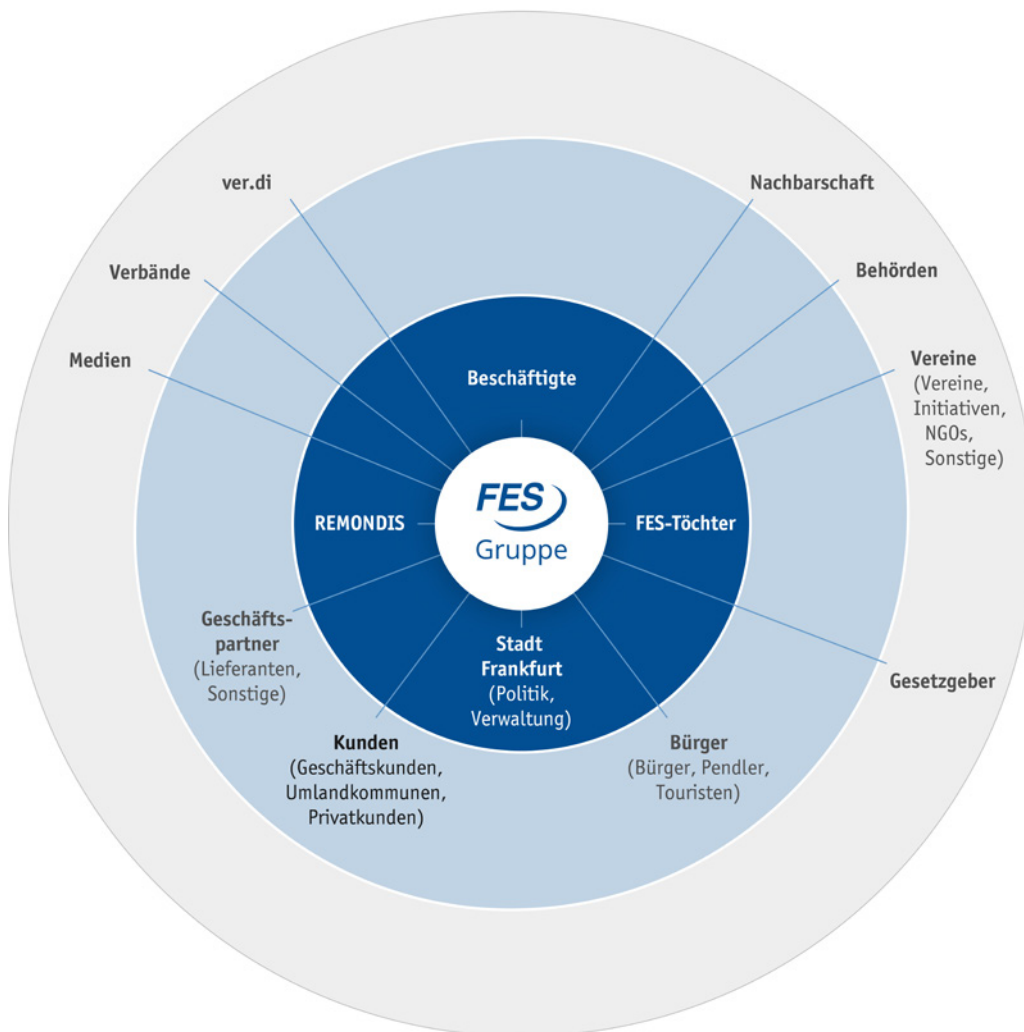 ver.di
Nachbarschaft
Verbände
Behörden
Medien
Vereine
(Vereine,
Initiativen,
NGOs,
Sonstige)
Beschäftigte
REMONDIS
FES
Gruppe
FES-Töchter
Geschäfts-
partner
(Lieferanten,
Sonstige)
Stadt
Frankfurt
(Politik,
Verwaltung)
Gesetzgeber
Kunden
(Geschäftskunden,
Umlandkommunen,
Privatkunden)
Bürger
(Bürger, Pendler,
Touristen)